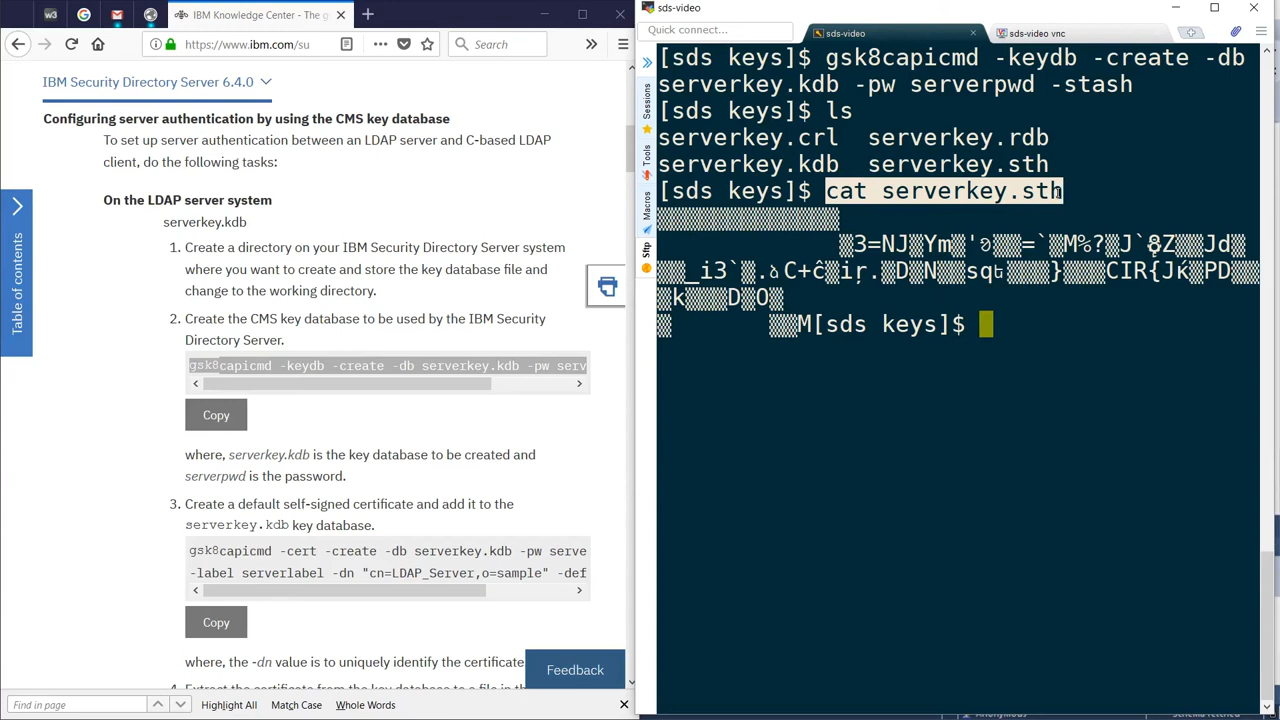 w3
IBM Knowledge Center - The g
https://www.ibm.com/su
Search
IBM Security Directory Server 6.4.0
Configuring server authentication by using the CMS key database
To set up server authentication between an LDAP server and C-based LDAP
client, do the following tasks:
On the LDAP server system
serverkey.kdb
1. Create a directory on your IBM Security Directory Server system
where you want to create and store the key database file and
change to the working directory.
2. Create the CMS key database to be used by the IBM Security
Directory Server.
gsk8capicmd -keydb -create -db serverkey.kdb -pw serv
Copy
where, serverkey.kdb is the key database to be created and
serverpwd is the password.
3. Create a default self-signed certificate and add it to the
serverkey.kdb key database.
gsk8capicmd -cert -create -db serverkey.kdb -pw serve
-label serverlabel -dn "cn=LDAP_Server,o=sample" -def
Copy
where, the -dn value is to uniquely identify the certificate
Feedback
Table of contents
Find in page
Highlight All
Match Case
Whole Words
sds-video
Quick connect...
sds-video
sds-video vnc
Sessions
Tools
Macros
Sftp
[sds keys]$ gsk8capicmd -keydb -create -db
serverkey.kdb -pw serverpwd -stash
[sds keys]$ ls
serverkey.crl serverkey.rdb
serverkey.kdb serverkey.sth
[sds keys]$ cat serverkey.sth
M[sds keys]$